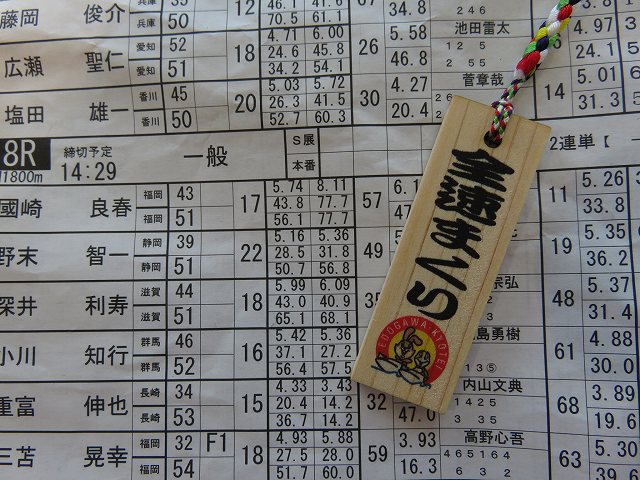 藤岡 俊介 兵庫 50 12 46.1 41.6 70.5 61.1
広瀬 聖仁 愛知 52 愛知 51 18 4.71 6.00 24.6 45.8 34.2 54.1 26 5.58 46.8 池田雷太
塩田 雄一 香川 45 香川 50 20 5.03 5.72 26.3 41.5 52.7 60.3 30 4.27 20.4 菅章哉 14 5.01 31.3
8R 締切予定 14:29 一般 S展 本番 2連単【
1800m
國崎 良春 福岡 43 福岡 51 17 5.74 8.11 43.8 77.7 56.1 77.7 57 11 5.26 33.8
野末 智一 静岡 39 静岡 51 22 5.16 5.36 28.5 31.8 50.7 56.8 49 19 5.35 36.2
深井 利寿 滋賀 44 滋賀 51 18 5.99 6.09 43.0 40.9 65.1 68.1 48 5.37 31.4
小川 知行 群馬 46 群馬 52 16 5.42 5.36 37.1 27.2 56.4 57.5 島勇樹 61 4.88 30.0
重富 伸也 長崎 34 長崎 53 15 4.33 3.43 20.4 14.2 36.7 14.2 32 47.0 内山文典 68 4.89
三苫 晃幸 福岡 32 F1 福岡 54 18 4.93 5.88 27.5 28.0 51.7 60.0 59 3.93 16.3 高野心吾 465164 63 5.30
全速まくり
EDOGAWA KYOTEI